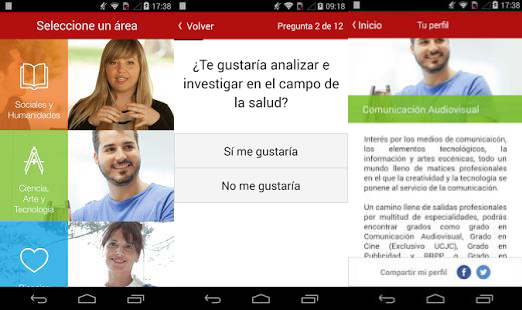 17:38
Seleccione un área
Sociales y
Humanidades
Ciencia,
Arte y
Tecnología
09:18
Volver
Pregunta 2 de 12
¿Te gustaría analizar e
investigar en el campo de
la salud?
Sí me gustaría
No me gustaría
17:38
Inicio
Tu perfil
Comunicación Audiovisual
Interés por los medios de comunicaición,
los elementos tecnológicos, la
información y artes escénicas, todo un
mundo lleno de matices profesionales
en el que la creatividad y la tecnología se
ponene al servicio de la comunicación.
Un camino lleno de salidas profesionales
por multitud de especialidades, podrás
encontrar grados como grado en
Comunicación Audiovisual, Grado en
Cine (Exclusivo UCJC), Grado en
Publicidad y RRPP o Grado en
Compartir mi perfil